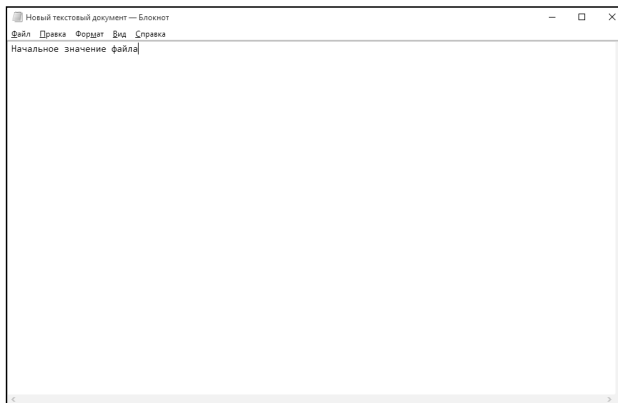 Новый текстовый документ — Блокнот
Файл Правка Формат Вид Справка
Начальное значение файла